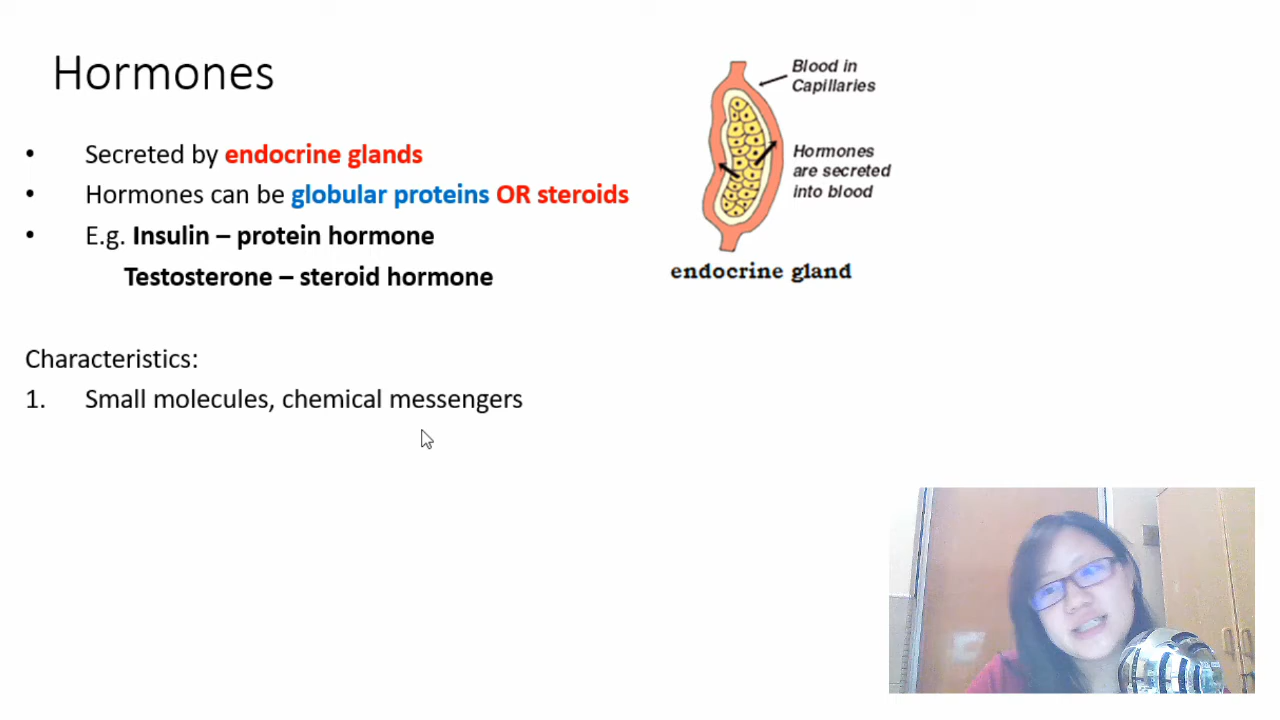 Hormones
• Secreted by endocrine glands
• Hormones can be globular proteins OR steroids
• E.g. Insulin – protein hormone
Testosterone – steroid hormone
Characteristics:
1. Small molecules, chemical messengers
Blood in
Capillaries
Hormones
are secreted
into blood
endocrine gland